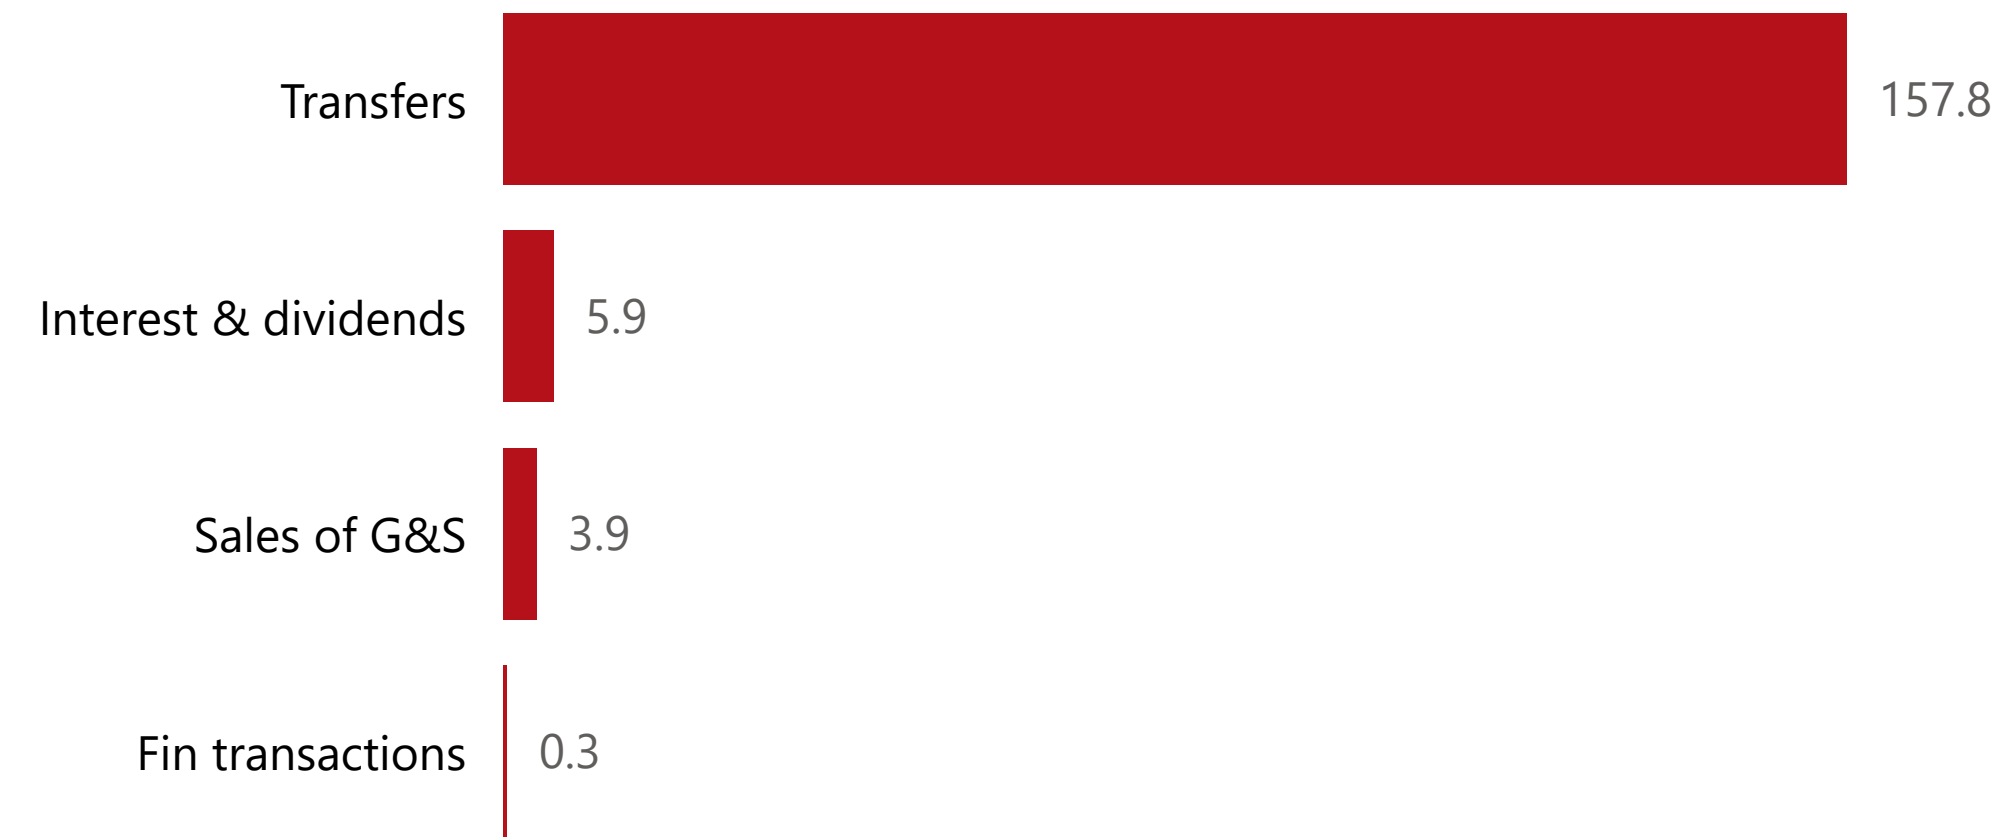 Transfers 157.8
Interest & dividends 5.9
Sales of G&S 3.9
Fin transactions 0.3